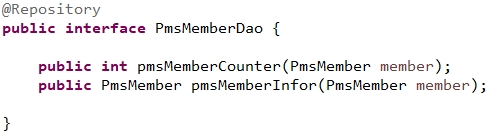 @Repository
public interface PmsMemberDao {
public int pmsMemberCounter(PmsMember member);
public PmsMember pmsMemberInfor(PmsMember member);
}